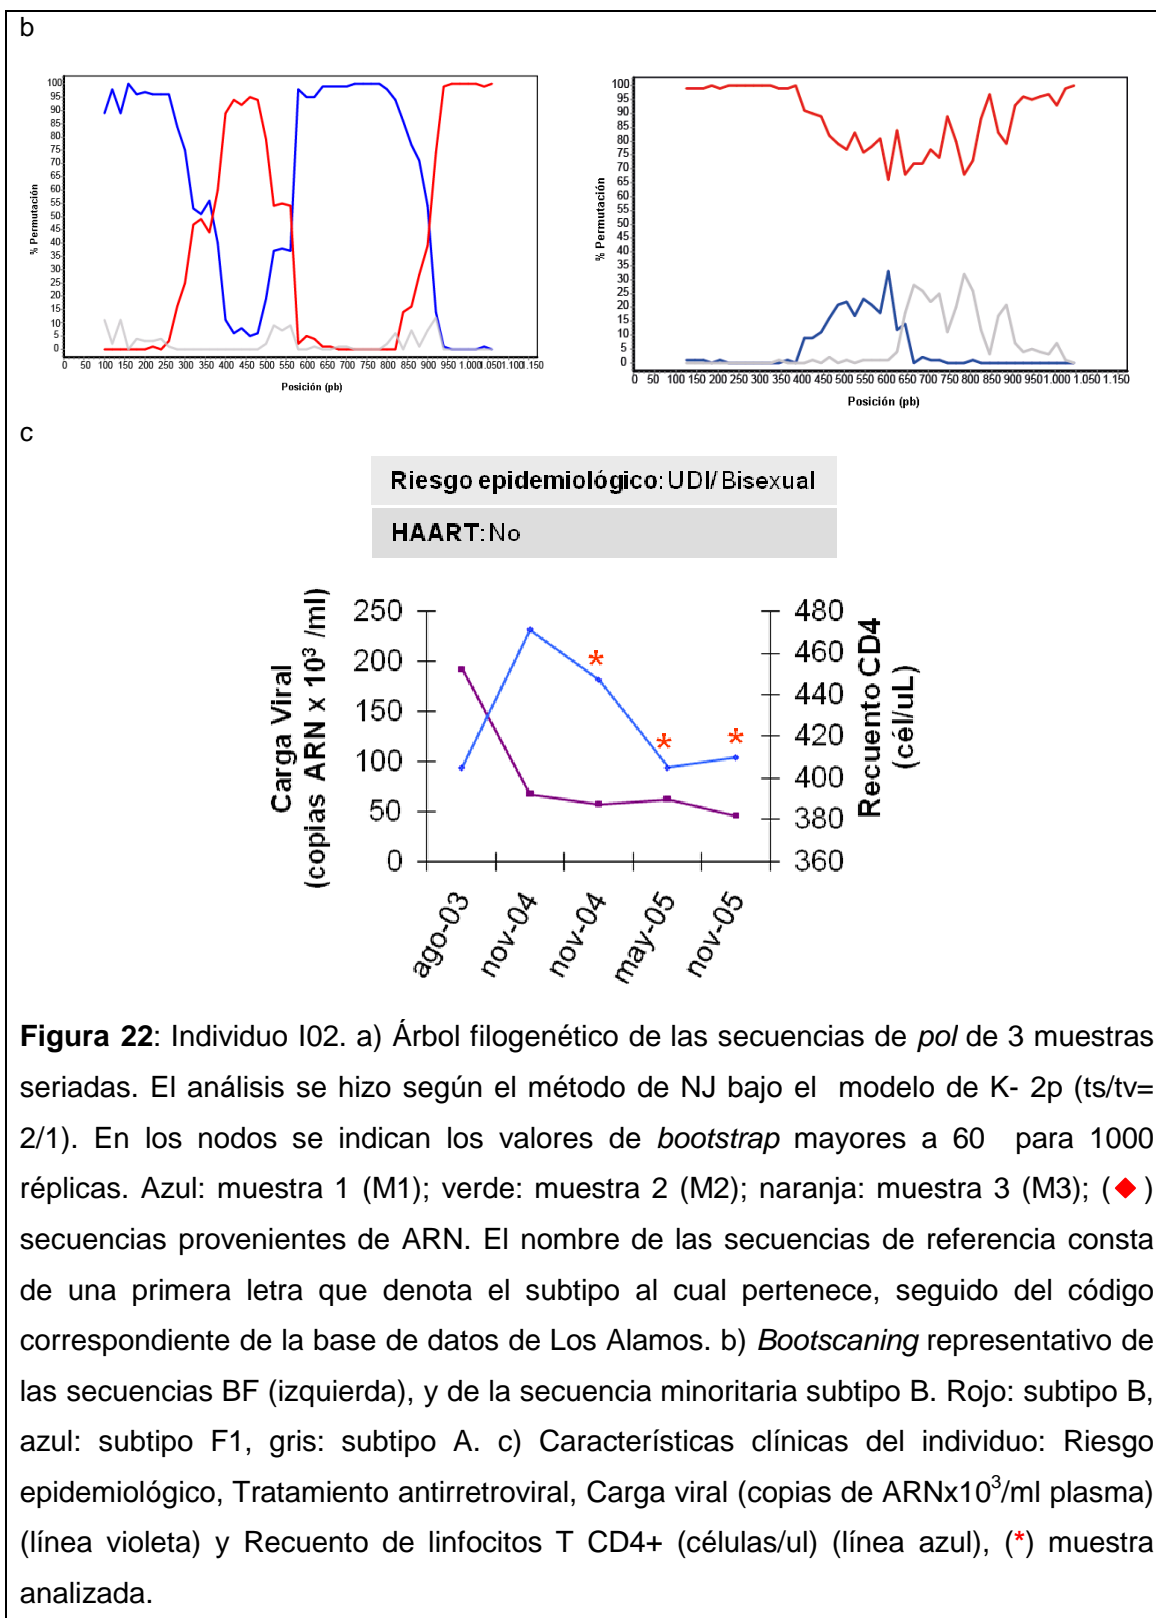 b
100
95
90
85
80
75
70
65
60
55
50
45
40
35
30
25
20
15
10
5
0
% Permutación
0 50 100 150 200 250 300 350 400 450 500 550 600 650 700 750 800 850 900 950 1.000 1.050 1.100 1.150
Posición (pb)
100
95
90
85
80
75
70
65
60
55
50
45
40
35
30
25
20
15
10
5
0
% Permutación
0 50 100 150 200 250 300 350 400 450 500 550 600 650 700 750 800 850 900 950 1.000 1.050 1.150
Posición (pb)
c
Riesgo epidemiológico: UDI/ Bisexual
HAART: No
Carga Viral
(copias ARN x 10³ /ml)
250
200
150
100
50
0
480
460
440
420
400
380
360
Recuento CD4
(cél/uL)
* * *
ago-03 nov-04 nov-04 may-05 nov-05
Figura 22: Individuo I02. a) Árbol filogenético de las secuencias de pol de 3 muestras
seriadas. El análisis se hizo según el método de NJ bajo el modelo de K- 2p (ts/tv=
2/1). En los nodos se indican los valores de bootstrap mayores a 60 para 1000
réplicas. Azul: muestra 1 (M1); verde: muestra 2 (M2); naranja: muestra 3 (M3); (◆)
secuencias provenientes de ARN. El nombre de las secuencias de referencia consta
de una primera letra que denota el subtipo al cual pertenece, seguido del código
correspondiente de la base de datos de Los Alamos. b) Bootscaning representativo de
las secuencias BF (izquierda), y de la secuencia minoritaria subtipo B. Rojo: subtipo B,
azul: subtipo F1, gris: subtipo A. c) Características clínicas del individuo: Riesgo
epidemiológico, Tratamiento antirretroviral, Carga viral (copias de ARNx10³/ml plasma)
(línea violeta) y Recuento de linfocitos T CD4+ (células/ul) (línea azul), (*) muestra
analizada.